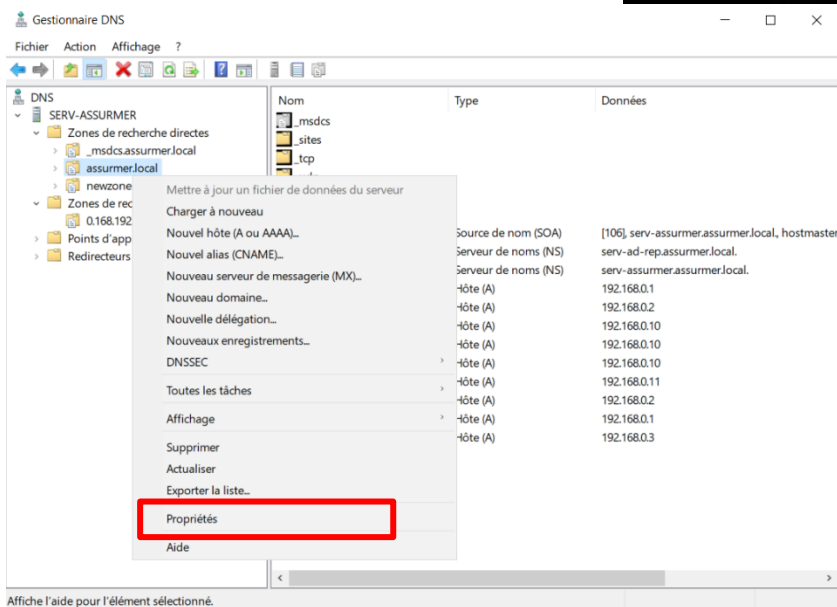 Gestionnaire DNS
Fichier Action Affichage ?
DNS
SERV-ASSURMER
Zones de recherche directes
_msdcs.assurmer.local
assurmer.local
newzone
Zones de rec
0.168.192
Points d'app
Redirecteurs
Mettre à jour un fichier de données du serveur
Charger à nouveau
Nouvel hôte (A ou AAAA)...
Nouvel alias (CNAME)...
Nouveau serveur de messagerie (MX)...
Nouveau domaine...
Nouvelle délégation...
Nouveaux enregistrements...
DNSSEC
Toutes les tâches
Affichage
Supprimer
Actualiser
Exporter la liste...
Propriétés
Aide
Nom Type Données
_msdcs
_sites
_tcp
Source de nom (SOA) [106], serv-assurmer.assurmer.local., hostmaster
Serveur de noms (NS) serv-ad-rep.assurmer.local.
Serveur de noms (NS) serv-assurmer.assurmer.local.
Hôte (A) 192.168.0.1
Hôte (A) 192.168.0.2
Hôte (A) 192.168.0.10
Hôte (A) 192.168.0.10
Hôte (A) 192.168.0.10
Hôte (A) 192.168.0.11
Hôte (A) 192.168.0.2
Hôte (A) 192.168.0.1
Hôte (A) 192.168.0.3
Affiche l'aide pour l'élément sélectionné.